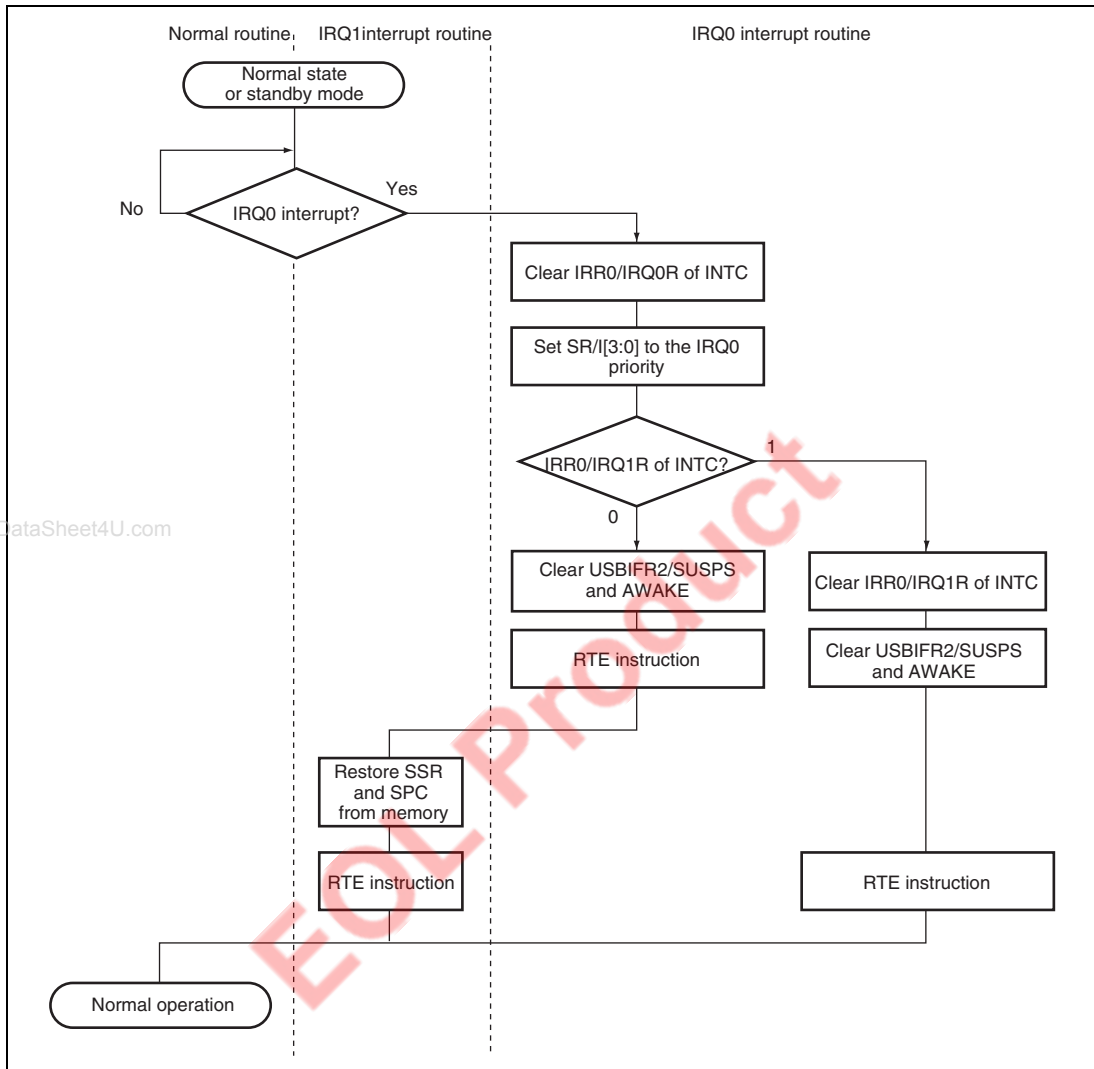 Normal routine
IRQ1interrupt routine
IRQ0 interrupt routine
Normal state
or standby mode
No
Yes
IRQ0 interrupt?
Clear IRR0/IRQ0R of INTC
Set SR/I[3:0] to the IRQ0
priority
IRR0/IRQ1R of INTC?
1
0
DataSheet4U.com
Clear USBIFR2/SUSPS
and AWAKE
RTE instruction
Clear IRR0/IRQ1R of INTC
Clear USBIFR2/SUSPS
and AWAKE
Restore SSR
and SPC
from memory
RTE instruction
RTE instruction
Normal operation
EOL Product